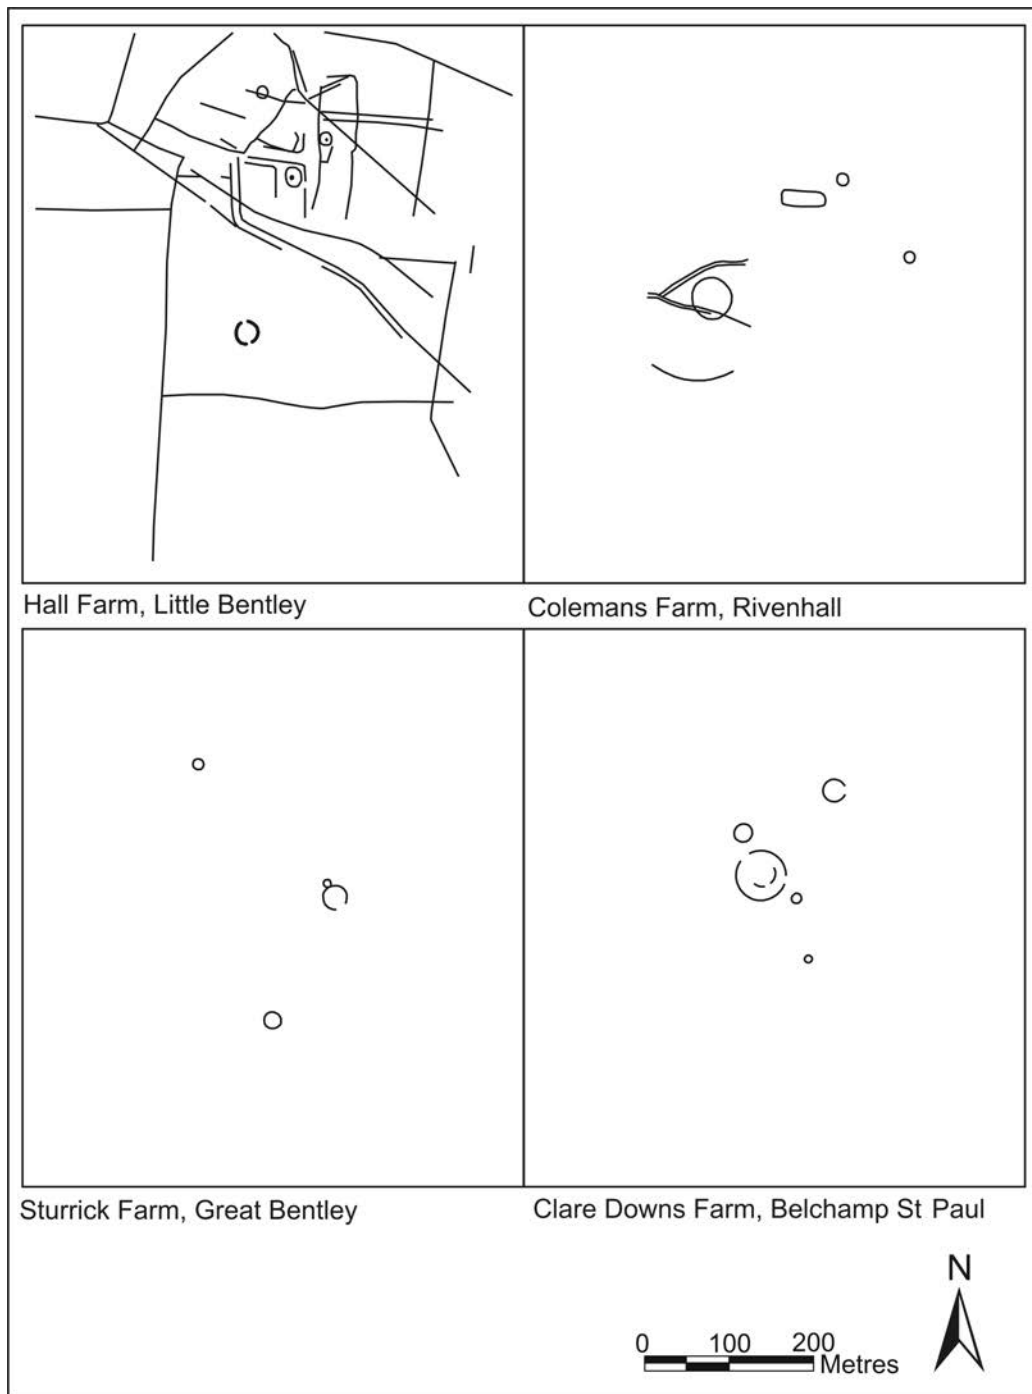 Hall Farm, Little Bentley
Colemans Farm, Rivenhall
Sturrick Farm, Great Bentley
Clare Downs Farm, Belchamp St Paul
N
0 100 200
Metres